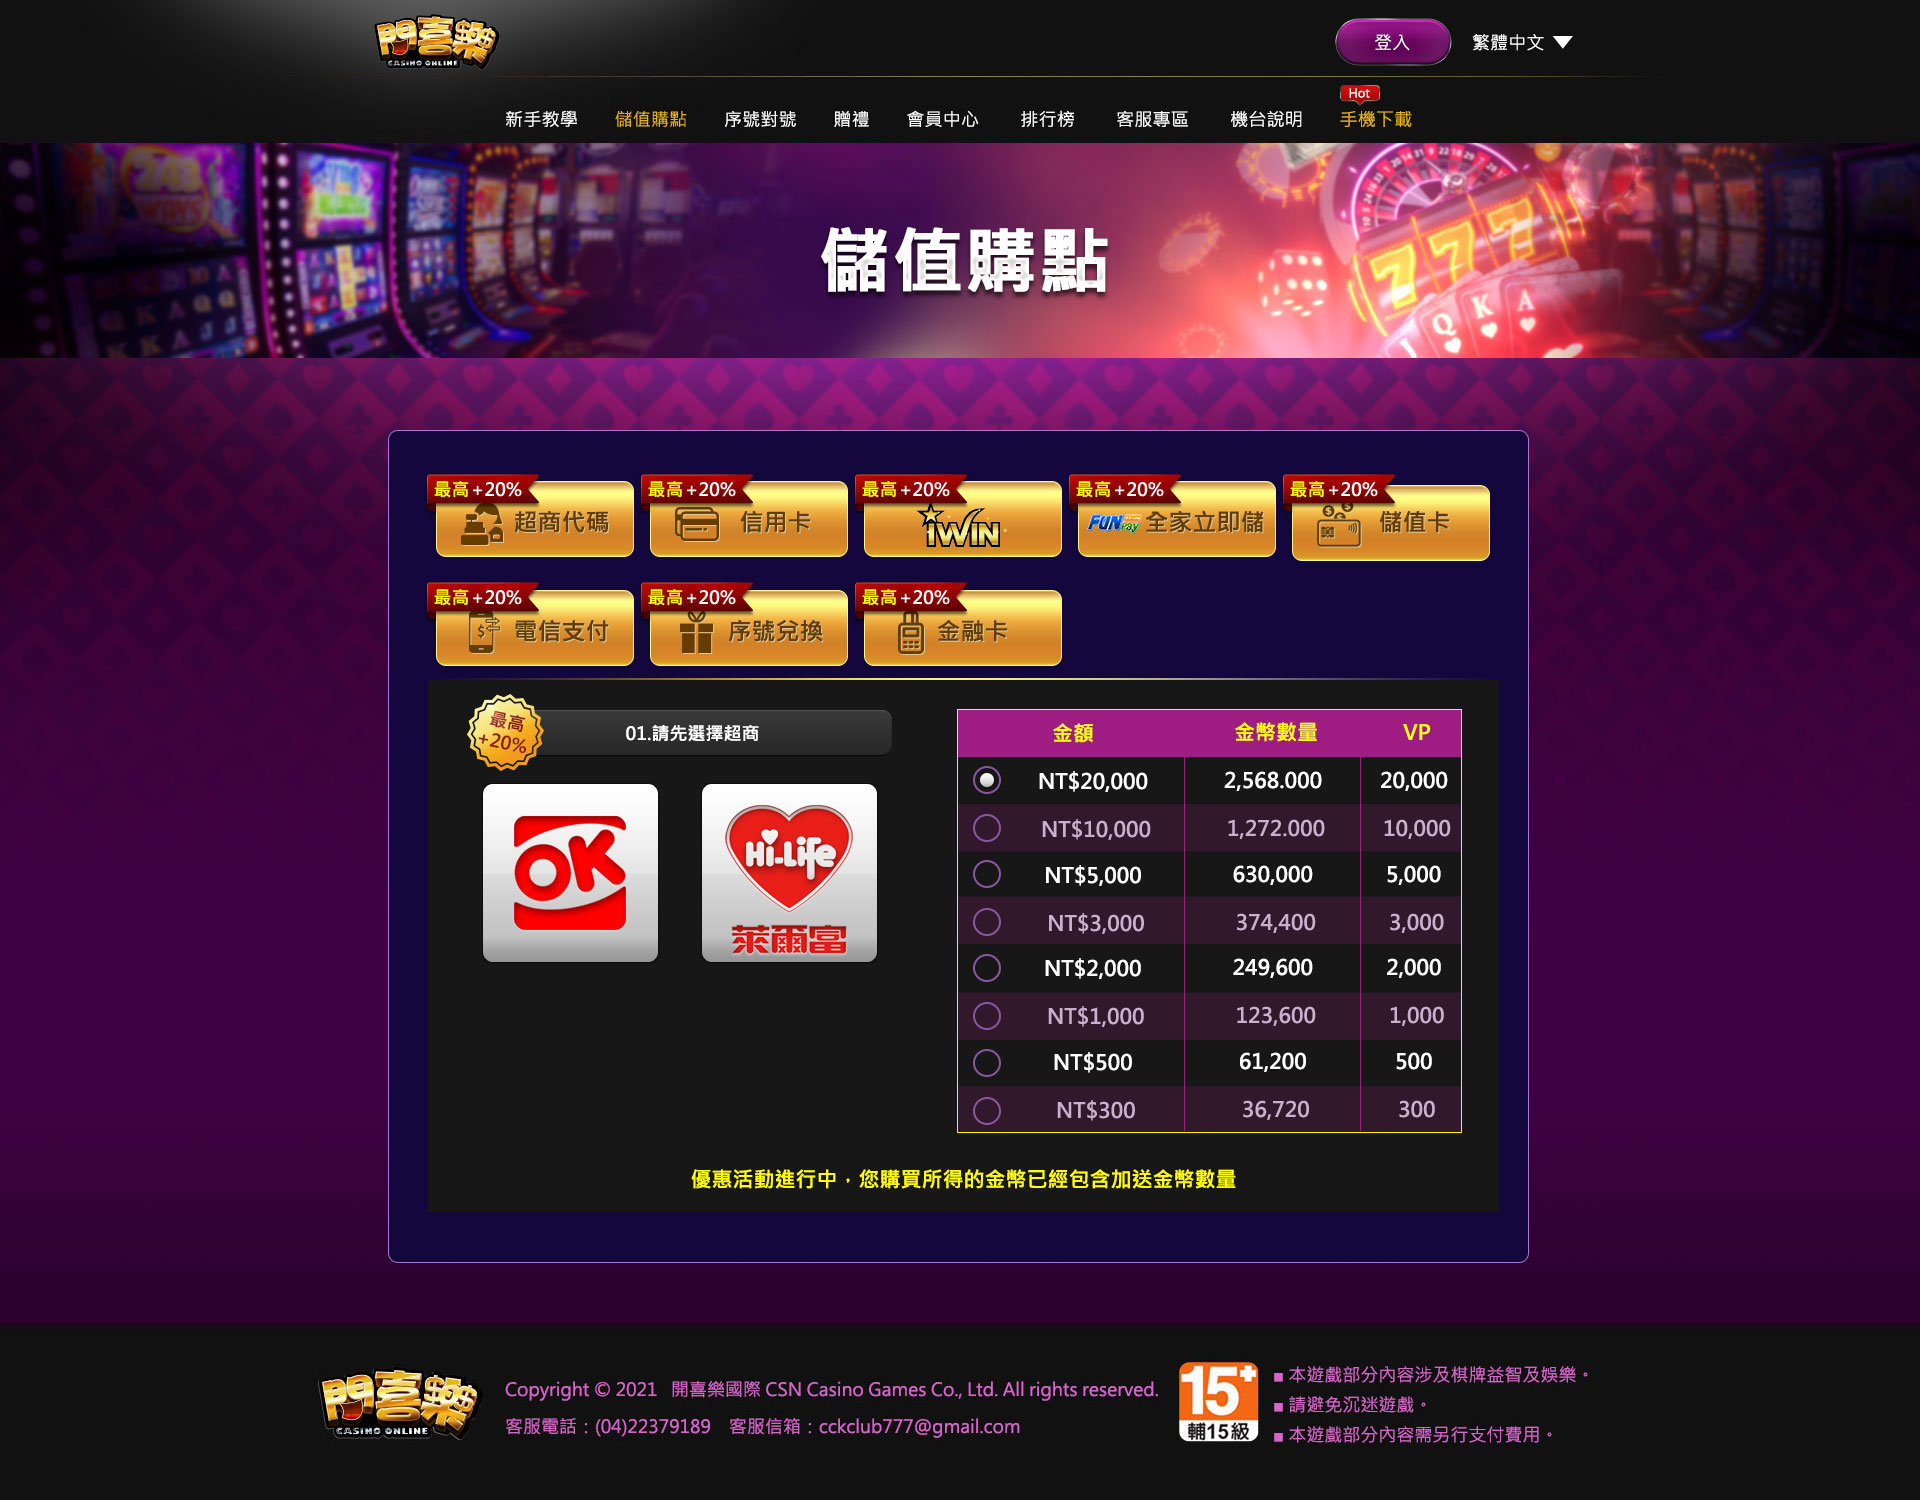 開喜樂
CASINO ONLINE
登入
繁體中文
新手教學
儲值購點
序號對號
贈禮
會員中心
排行榜
客服專區
機台說明
Hot
手機下載
243
WAYS
777
J Q K A
儲值購點
最高+20%
超商代碼
最高+20%
信用卡
最高+20%
iWIN
最高+20%
FUNPay 全家立即儲
最高+20%
儲值卡
最高+20%
電信支付
最高+20%
序號兌換
最高+20%
金融卡
最高
+20%
01.請先選擇超商
OK
Hi-Life
萊爾富
金額 金幣數量 VP
NT$20,000 2,568.000 20,000
NT$10,000 1,272.000 10,000
NT$5,000 630,000 5,000
NT$3,000 374,400 3,000
NT$2,000 249,600 2,000
NT$1,000 123,600 1,000
NT$500 61,200 500
NT$300 36,720 300
優惠活動進行中，您購買所得的金幣已經包含加送金幣數量
開喜樂
CASINO ONLINE
Copyright © 2021 開喜樂國際 CSN Casino Games Co., Ltd. All rights reserved.
客服電話：(04)22379189 客服信箱：cckclub777@gmail.com
15+
輔15級
■ 本遊戲部分內容涉及棋牌益智及娛樂。
■ 請避免沉迷遊戲。
■ 本遊戲部分內容需另行支付費用。